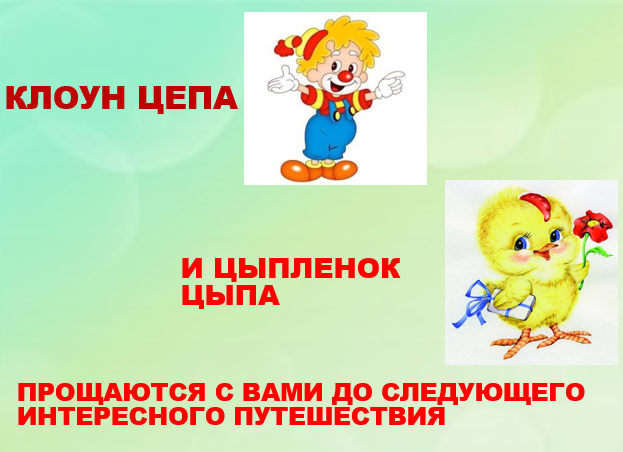 КЛОУН ЦЕПА
И ЦЫПЛЕНОК
ЦЫПА
ПРОЩАЮТСЯ С ВАМИ ДО СЛЕДУЮЩЕГО
ИНТЕРЕСНОГО ПУТЕШЕСТВИЯ